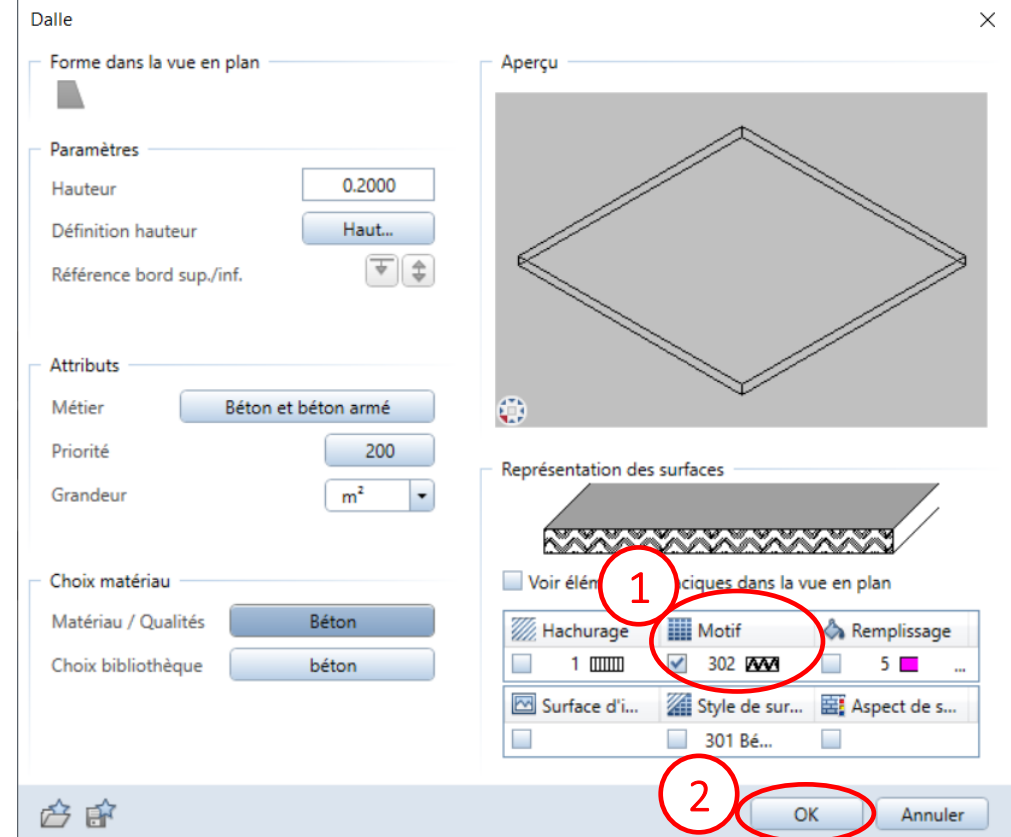 Dalle
Forme dans la vue en plan
Paramètres
Hauteur 0.2000
Définition hauteur Haut...
Référence bord sup./inf.
Attributs
Métier Béton et béton armé
Priorité 200
Grandeur m²
Choix matériau
Matériau / Qualités Béton
Choix bibliothèque béton
Aperçu
Représentation des surfaces
1
Voir élém ciques dans la vue en plan
Hachurage Motif Remplissage
1 302 5 ...
Surface d'i... Style de sur... Aspect de s...
301 Bé...
2
OK Annuler